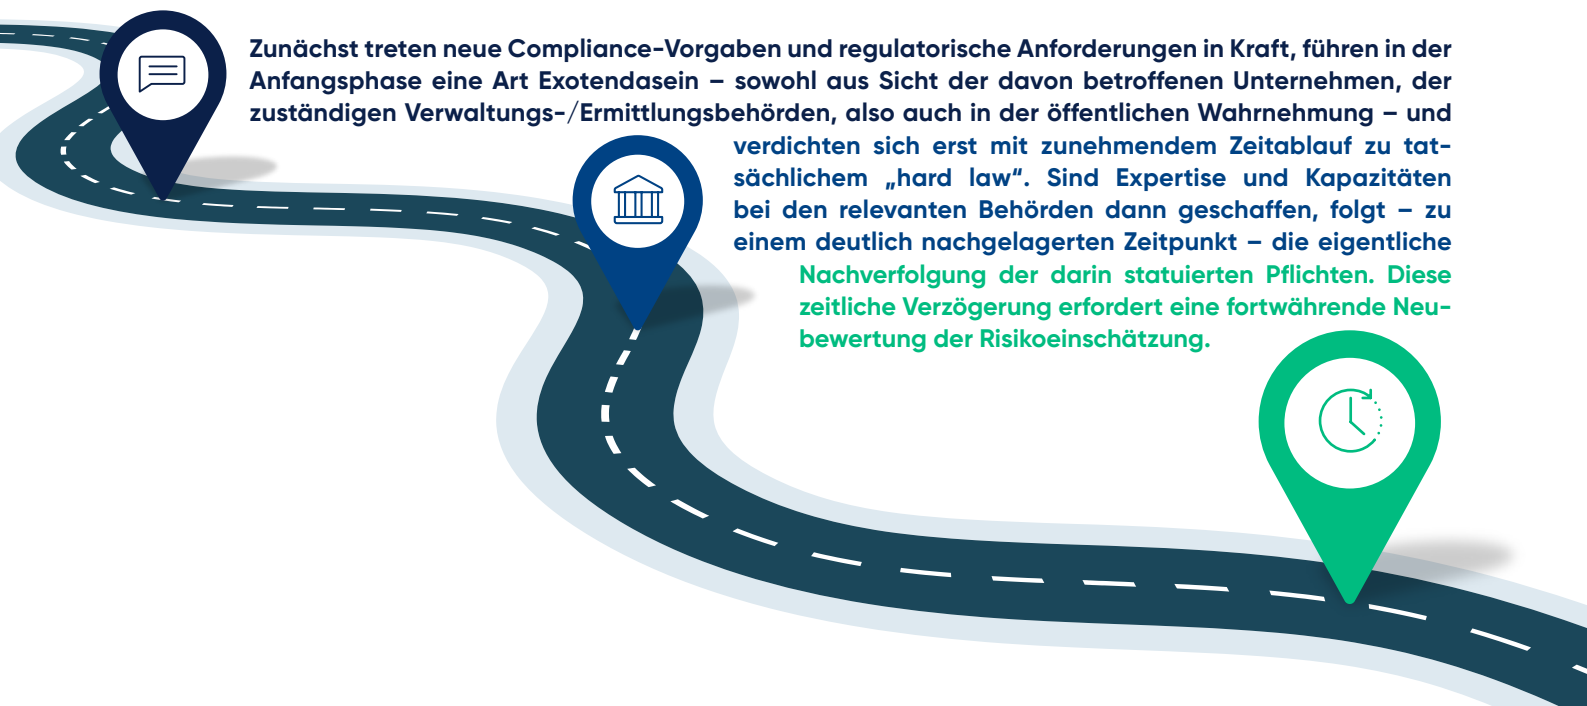 Zunächst treten neue Compliance-Vorgaben und regulatorische Anforderungen in Kraft, führen in der
Anfangsphase eine Art Exotendasein – sowohl aus Sicht der davon betroffenen Unternehmen, der
zuständigen Verwaltungs-/Ermittlungsbehörden, also auch in der öffentlichen Wahrnehmung – und
verdichten sich erst mit zunehmendem Zeitablauf zu tat-
sächlichem „hard law“. Sind Expertise und Kapazitäten
bei den relevanten Behörden dann geschaffen, folgt – zu
einem deutlich nachgelagerten Zeitpunkt – die eigentliche
Nachverfolgung der darin statuierten Pflichten. Diese
zeitliche Verzögerung erfordert eine fortwährende Neu-
bewertung der Risikoeinschätzung.